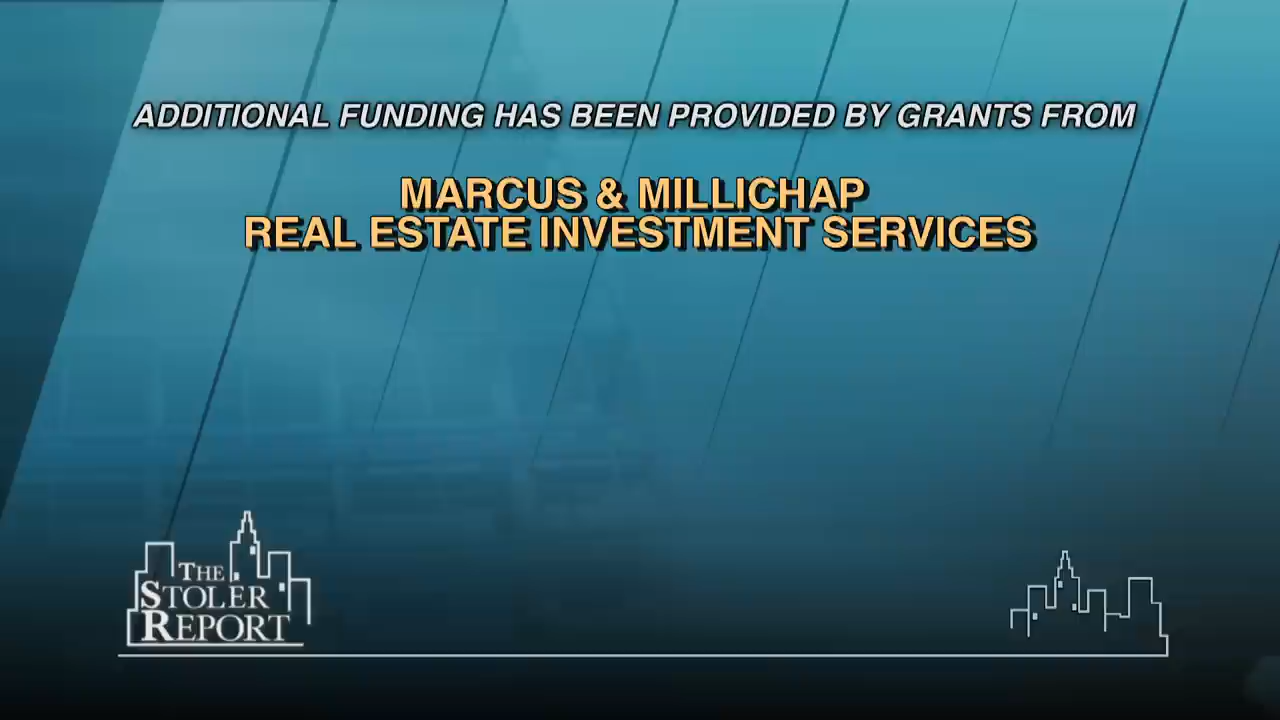 ADDITIONAL FUNDING HAS BEEN PROVIDED BY GRANTS FROM
MARCUS & MILLICHAP
REAL ESTATE INVESTMENT SERVICES
THE
STOLER
REPORT